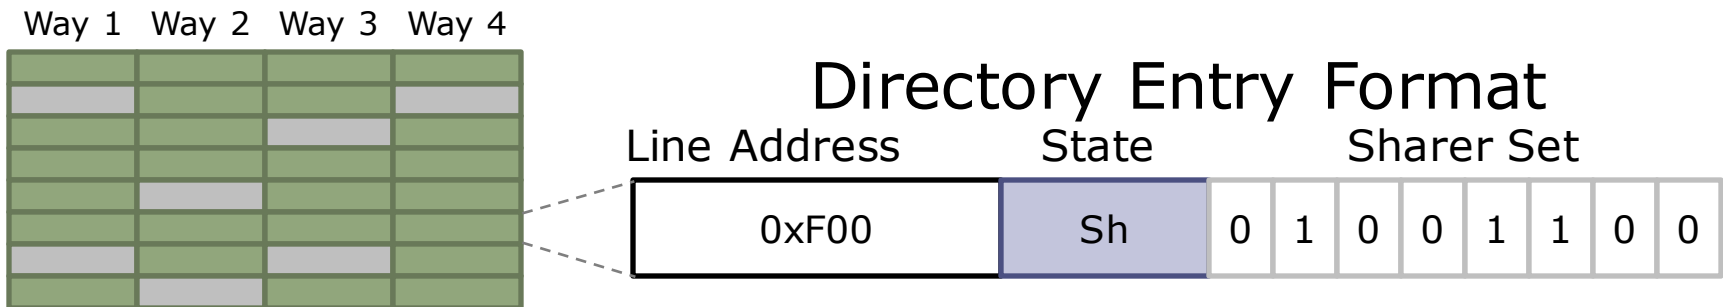 Way 1 Way 2 Way 3 Way 4
Directory Entry Format
Line Address State Sharer Set
0xF00 Sh 0 1 0 0 1 1 0 0